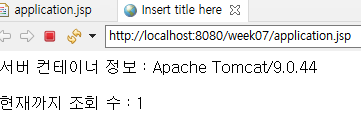 application.jsp
Insert title here
http://localhost:8080/week07/application.jsp
서버 컨테이너 정보 : Apache Tomcat/9.0.44
현재까지 조회 수 : 1